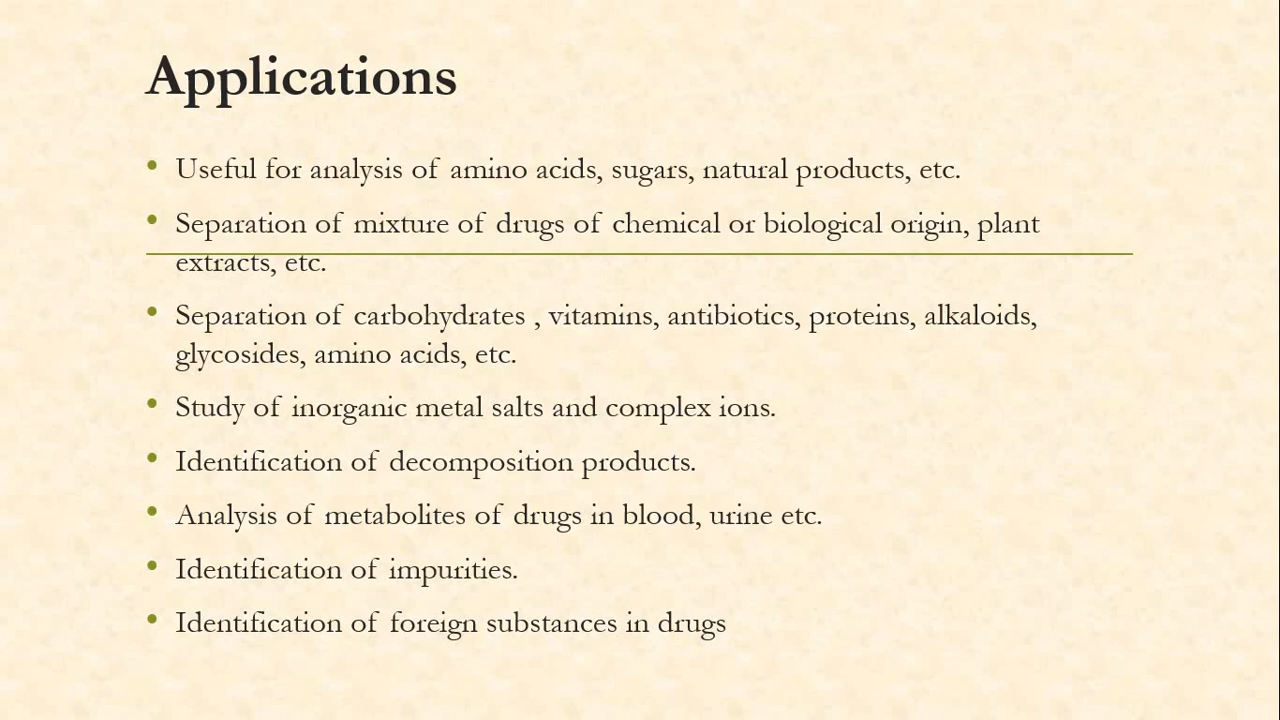 Applications
• Useful for analysis of amino acids, sugars, natural products, etc.
• Separation of mixture of drugs of chemical or biological origin, plant
extracts, etc.
• Separation of carbohydrates , vitamins, antibiotics, proteins, alkaloids,
glycosides, amino acids, etc.
• Study of inorganic metal salts and complex ions.
• Identification of decomposition products.
• Analysis of metabolites of drugs in blood, urine etc.
• Identification of impurities.
• Identification of foreign substances in drugs